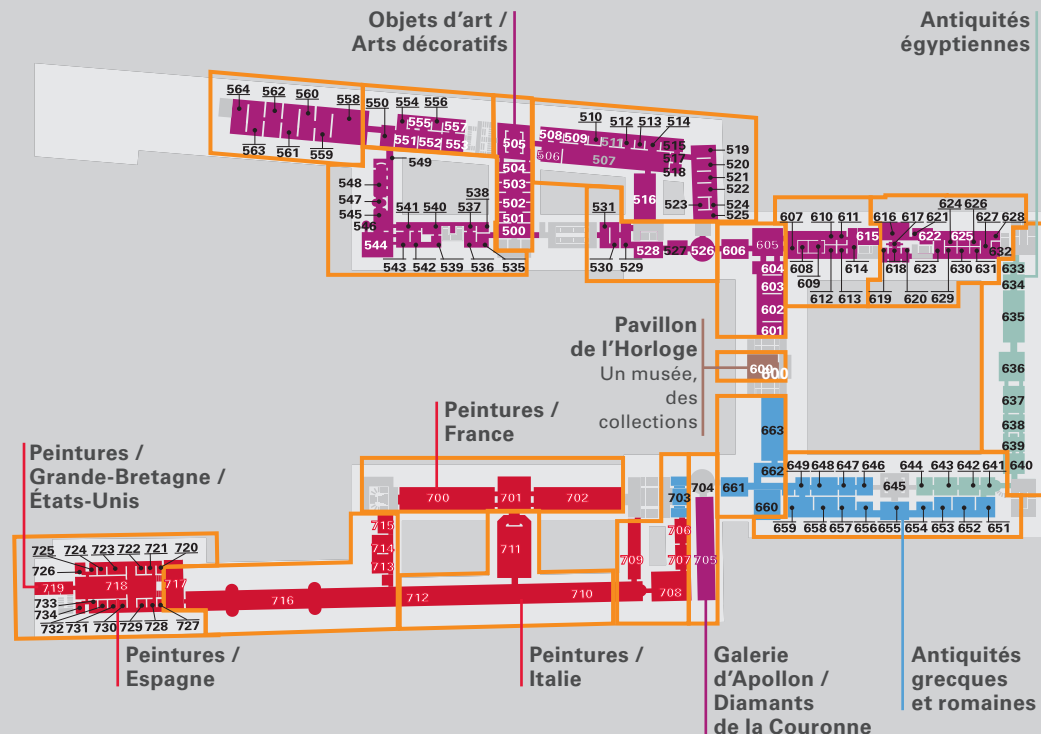 Objets d'art /
Arts décoratifs
Antiquités
égyptiennes
564 562 560 558 550 554 556
555 557
563 561 559 551 552 553
549
548
547
545
546
544
541 540 537 538
543 542 539 536 535
505
504
503
502
501
500
510 512 513 514
508 509 511 515
506 507 517
518
516
519
520
521
522
523 524
525
531
530 529
528 527 526 606 605
604
603
602
601
607 610 611
615
608
609
614
612 613
616 617 621
622
618
619 620
623
624 626
625
627 628
632
629 630 631
633
634
635
636
637
638
639
640
Pavillon
de l'Horloge
Un musée,
des
collections
600
600
663
662
661
660
649 648 647 646
645
644 643 642 641
659 658 657 656 655 654 653 652 651
Peintures /
France
700 701 702
703
704
705
706
707
708
709
710
711
712
713
714
715
716
717
Peintures /
Grande-Bretagne /
États-Unis
725 724 723 722 721 720
726
719
718
733
734
732 731 730 729 728 727
Peintures /
Espagne
Peintures /
Italie
Galerie
d'Apollon /
Diamants
de la Couronne
Antiquités
grecques
et romaines